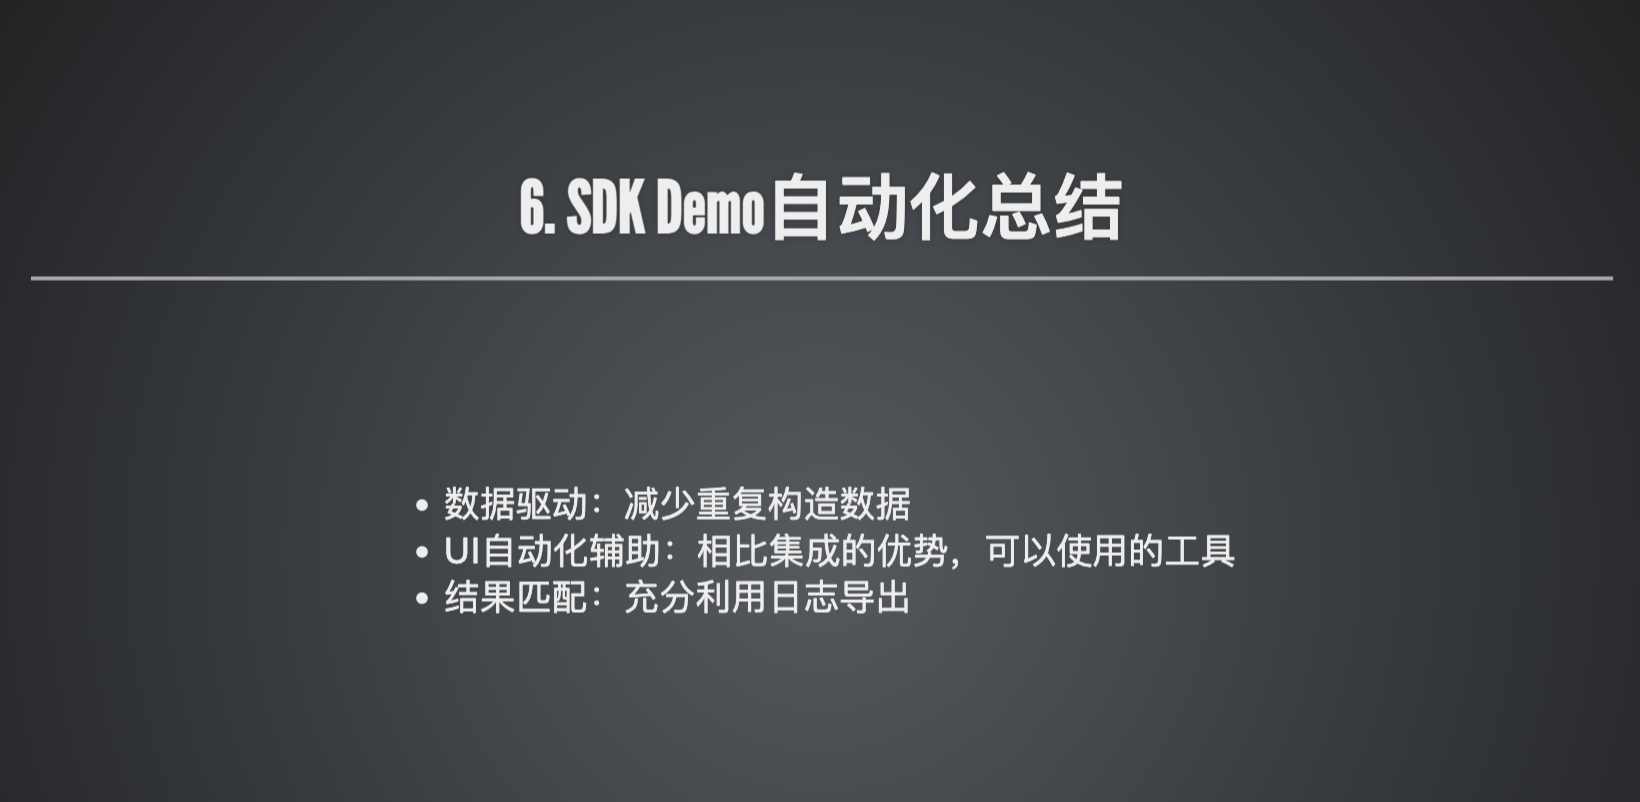 6. SDK Demo自动化总结
• 数据驱动：减少重复构造数据
• UI自动化辅助：相比集成的优势，可以使用的工具
• 结果匹配：充分利用日志导出